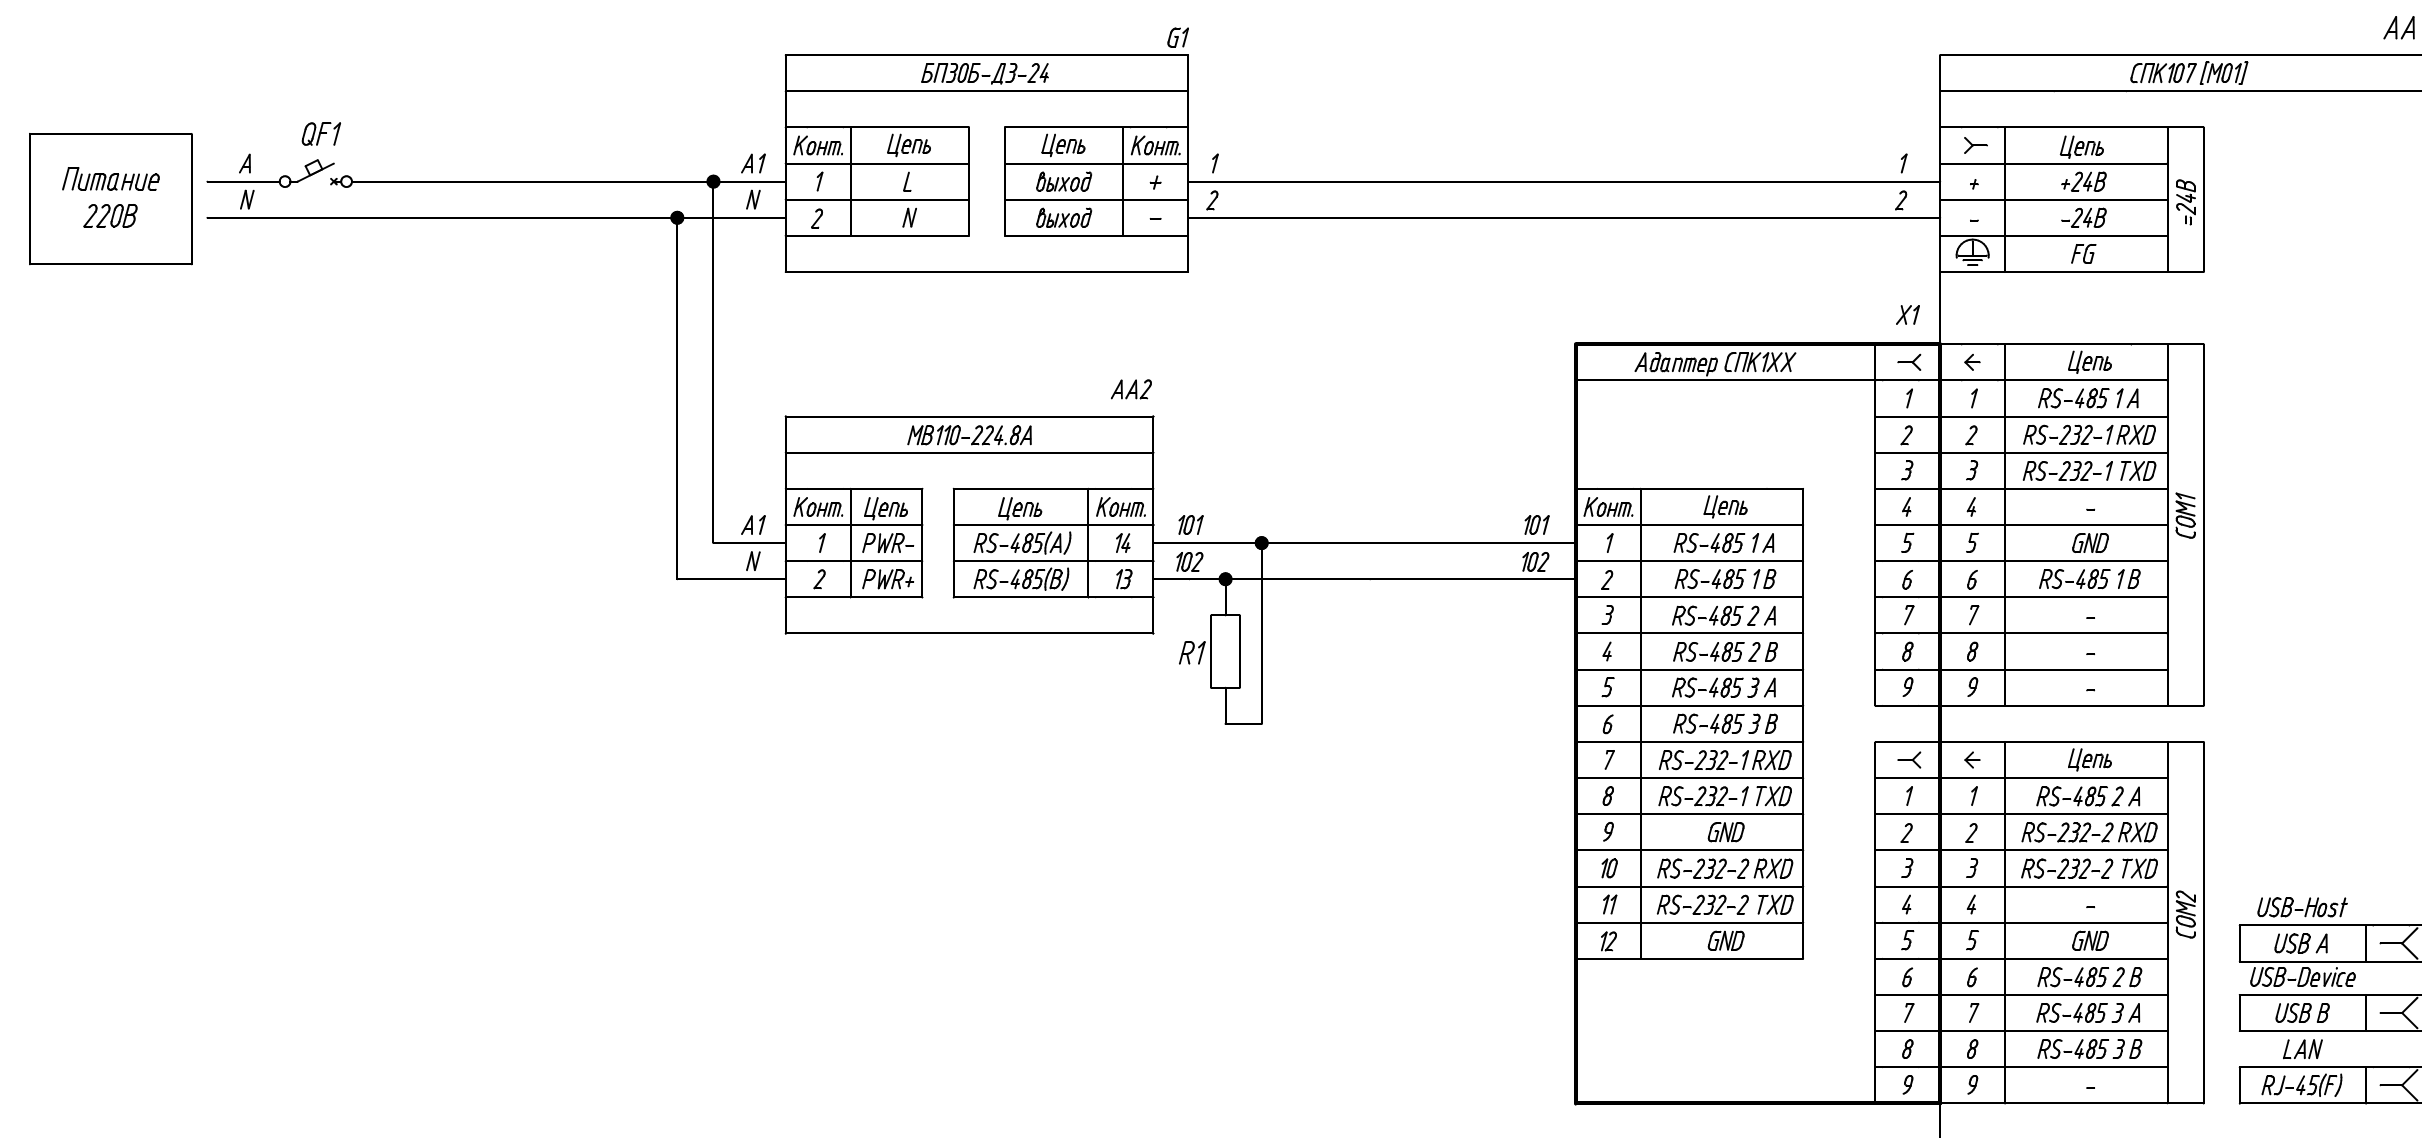 G1
АА
БП30Б-Д3-24
СПК107 [М01]
Питание
220В
QF1
A
N
A1
N
Конт. Цепь
1 L
2 N
Цепь Конт.
выход +
выход −
1
2
1
2
Цепь
+ +24В
- -24В
FG
=24В
X1
АА2
МВ110-224.8А
A1
N
Конт. Цепь
1 PWR-
2 PWR+
Цепь Конт.
RS-485(A) 14
RS-485(B) 13
101
102
101
102
R1
Адаптер СПК1ХХ
Конт. Цепь
1 RS-485 1 A
2 RS-485 1 B
3 RS-485 2 A
4 RS-485 2 B
5 RS-485 3 A
6 RS-485 3 B
7 RS-232-1 RXD
8 RS-232-1 TXD
9 GND
10 RS-232-2 RXD
11 RS-232-2 TXD
12 GND
Цепь
1 1 RS-485 1 A
2 2 RS-232-1 RXD
3 3 RS-232-1 TXD
4 4 -
5 5 GND
6 6 RS-485 1 B
7 7 -
8 8 -
9 9 -
COM1
Цепь
1 1 RS-485 2 A
2 2 RS-232-2 RXD
3 3 RS-232-2 TXD
4 4 -
5 5 GND
6 6 RS-485 2 B
7 7 RS-485 3 A
8 8 RS-485 3 B
9 9 -
COM2
USB-Host
USB A
USB-Device
USB B
LAN
RJ-45(F)